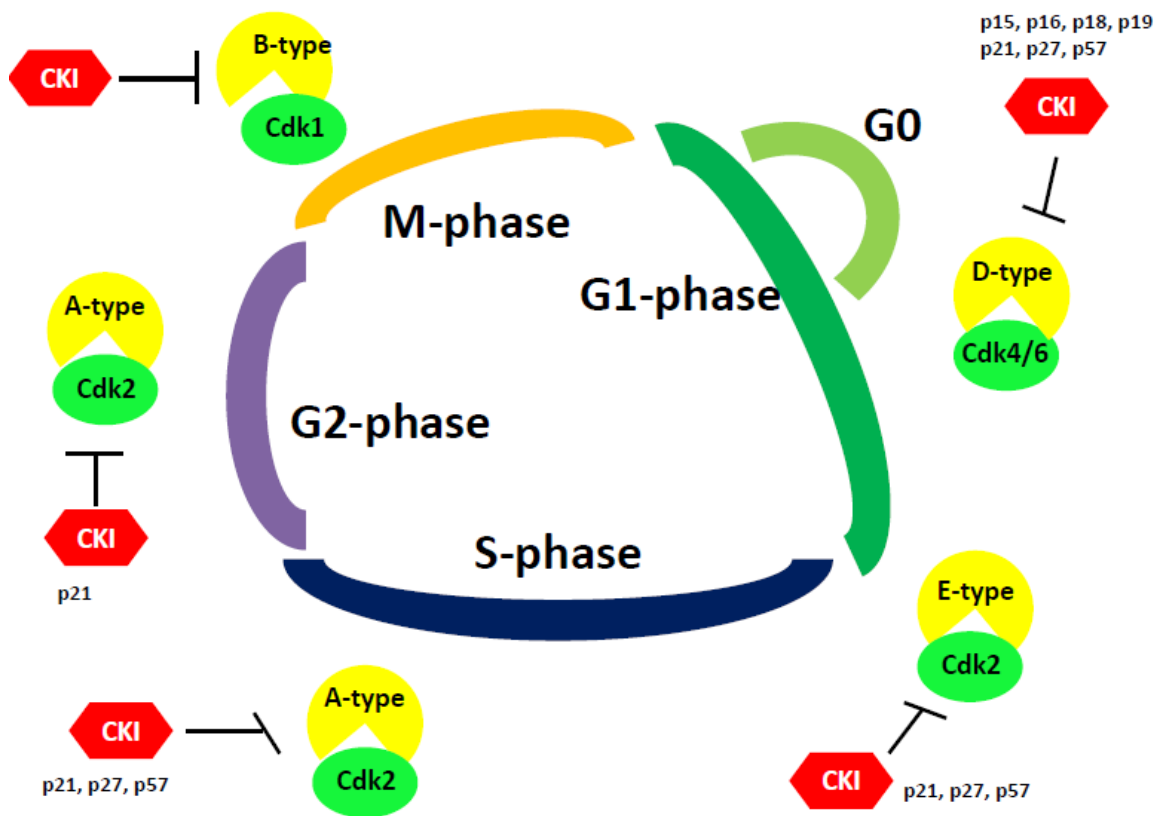 p15, p16, p18, p19
p21, p27, p57
CKI
B-type
Cdk1
CKI
G0
M-phase
G1-phase
D-type
Cdk4/6
A-type
Cdk2
G2-phase
CKI
p21
S-phase
E-type
Cdk2
CKI
p21, p27, p57
A-type
Cdk2
CKI
p21, p27, p57